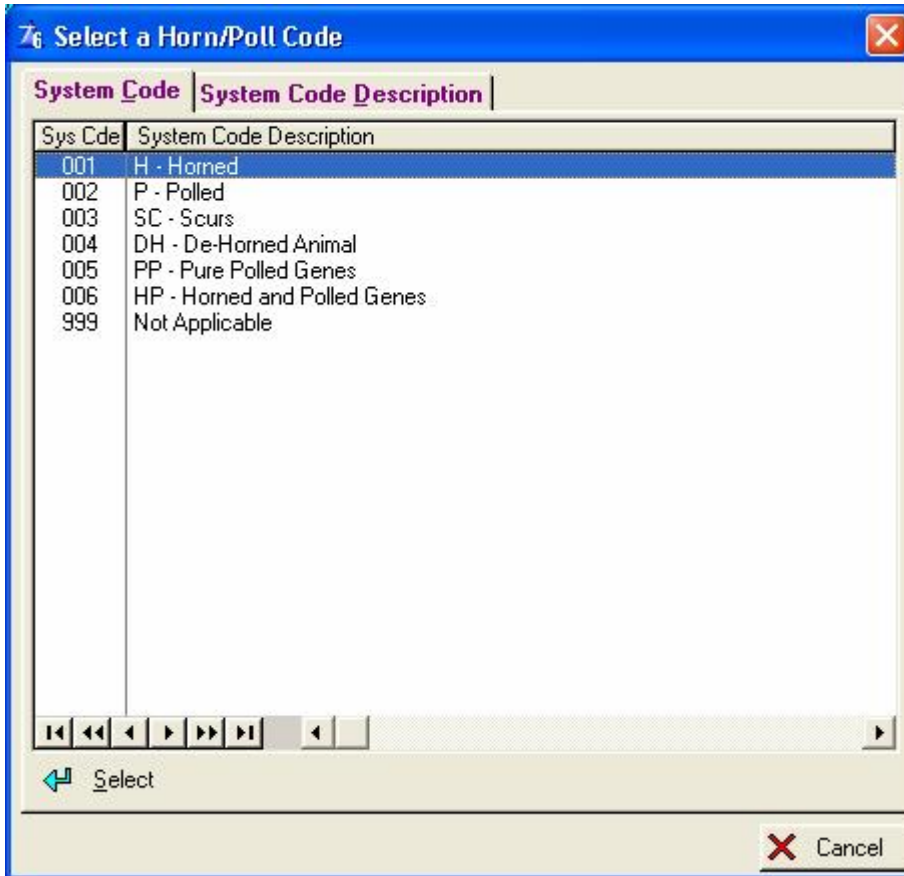 Select a Horn/Poll Code
System Code System Code Description
Sys Cde System Code Description
001 H - Horned
002 P - Polled
003 SC - Scurs
004 DH - De-Horned Animal
005 PP - Pure Polled Genes
006 HP - Horned and Polled Genes
999 Not Applicable
Select
Cancel